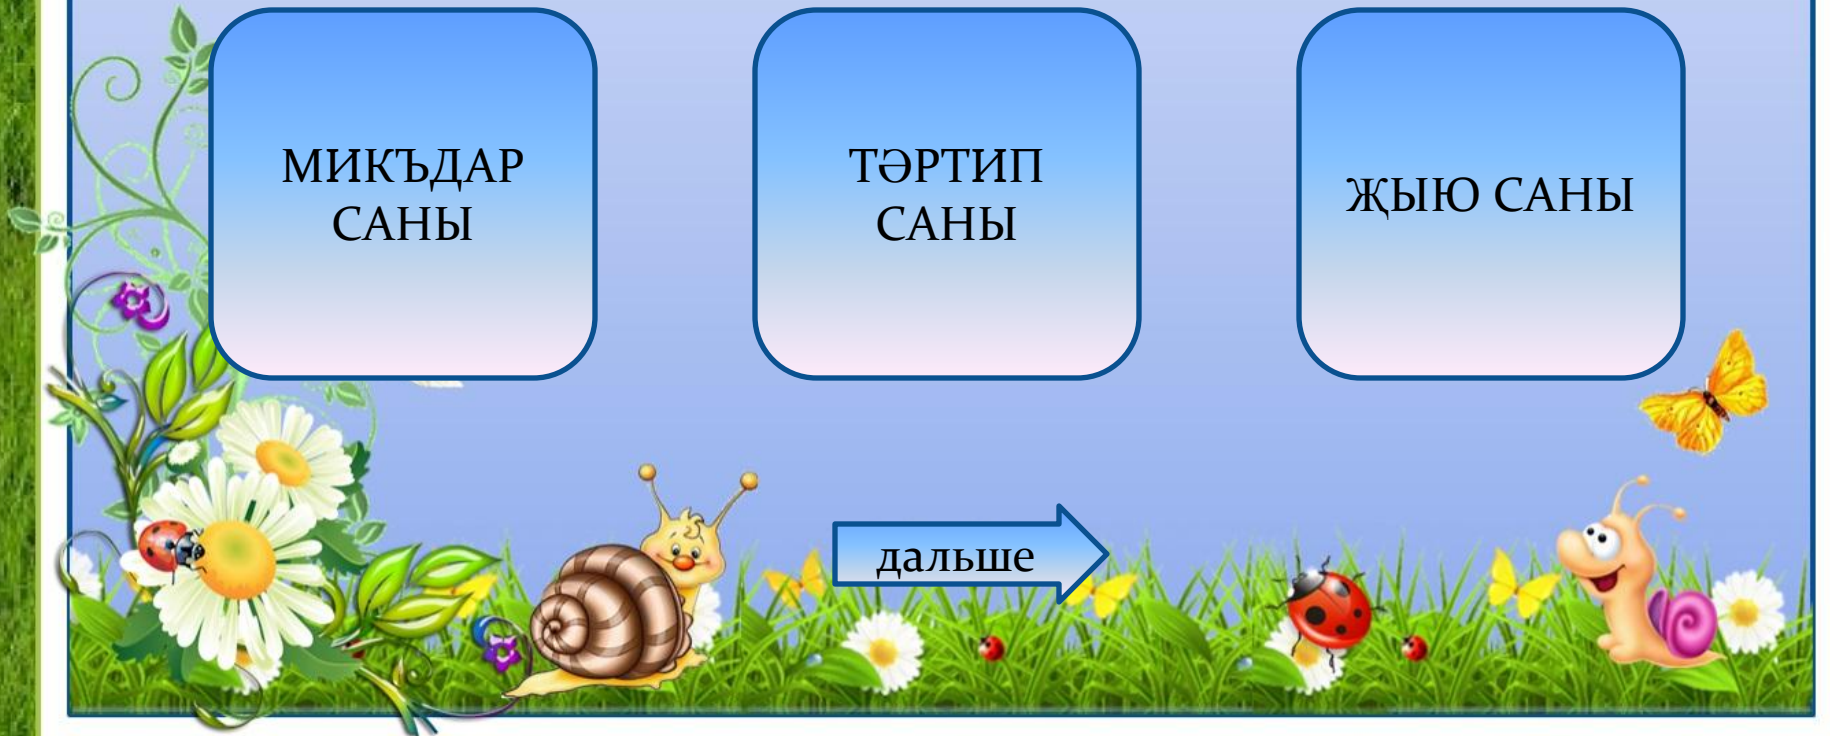 МИКЪДАР
САНЫ
ТӘРТИП
САНЫ
ҖЫЮ САНЫ
дальше